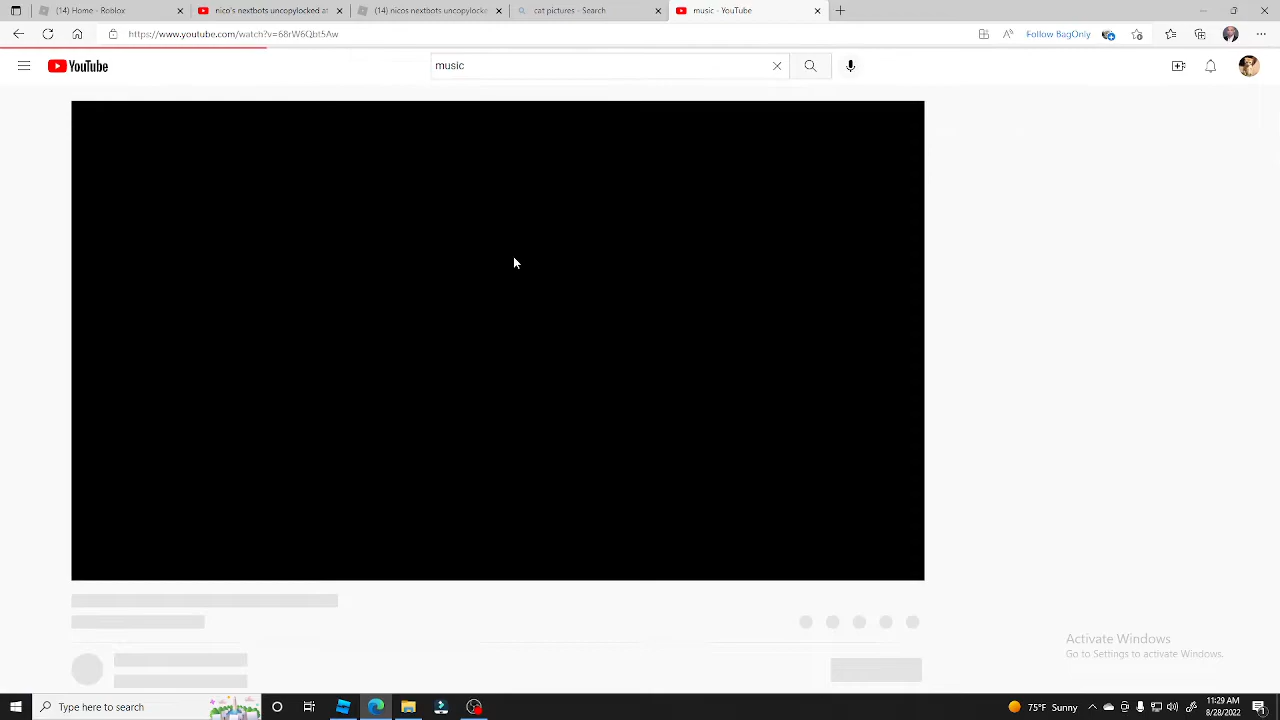 (14) Home - Roblox
nico's nextbots uncopylocked at
(14) nicos nextbots uncopylocke
cat pictures - Search
music - YouTube
https://www.youtube.com/watch?v=68rW6Qbt5Aw
Follow BagOnly
YouTube
music
Activate Windows
Go to Settings to activate Windows.
Type here to search
75°F Sunny
11:29 AM
8/28/2022